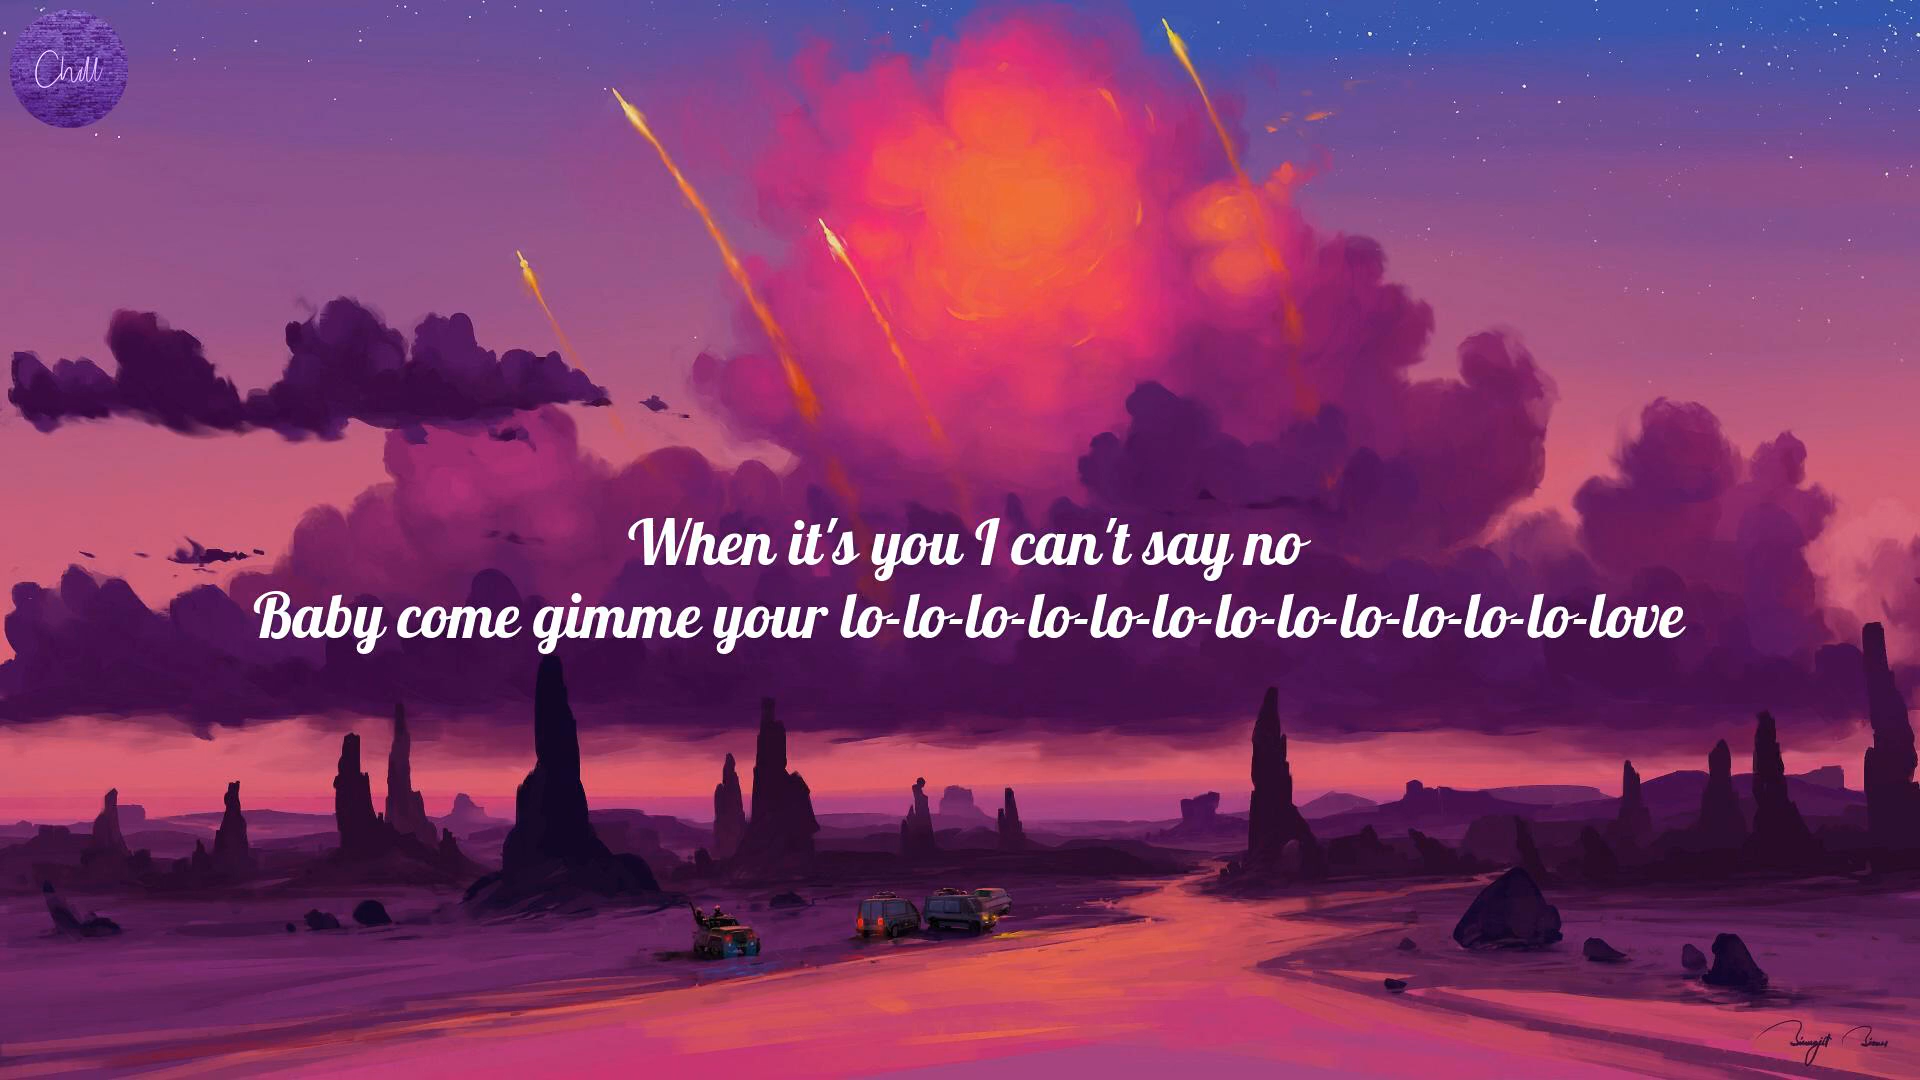 Chill
When it's you I can't say no
Baby come gimme your lo-lo-lo-lo-lo-lo-lo-lo-lo-lo-lo-lo-love